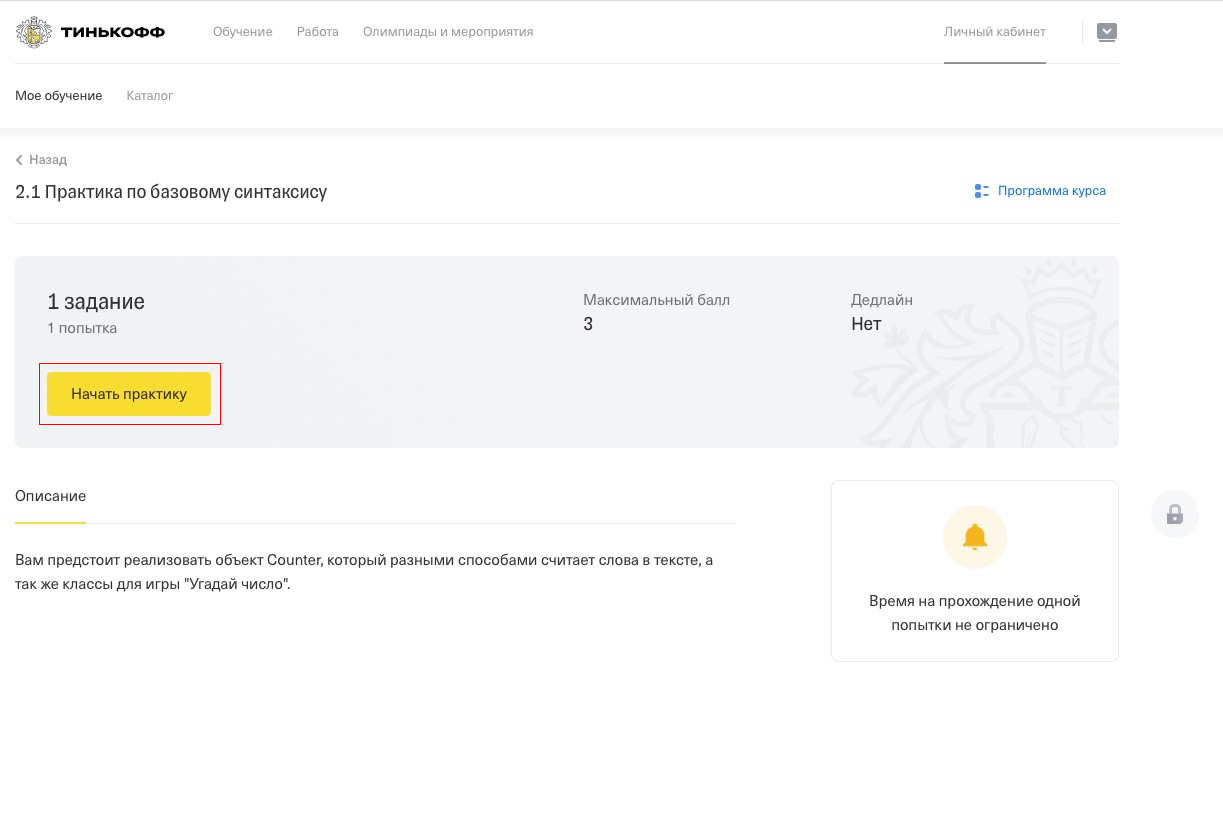 ТИНЬКОФФ
Обучение
Работа
Олимпиады и мероприятия
Личный кабинет
Мое обучение
Каталог
Назад
2.1 Практика по базовому синтаксису
Программа курса
1 задание
1 попытка
Максимальный балл
3
Дедлайн
Нет
Начать практику
Описание
Вам предстоит реализовать объект Counter, который разными способами считает слова в тексте, а
так же классы для игры "Угадай число".
Время на прохождение одной
попытки не ограничено